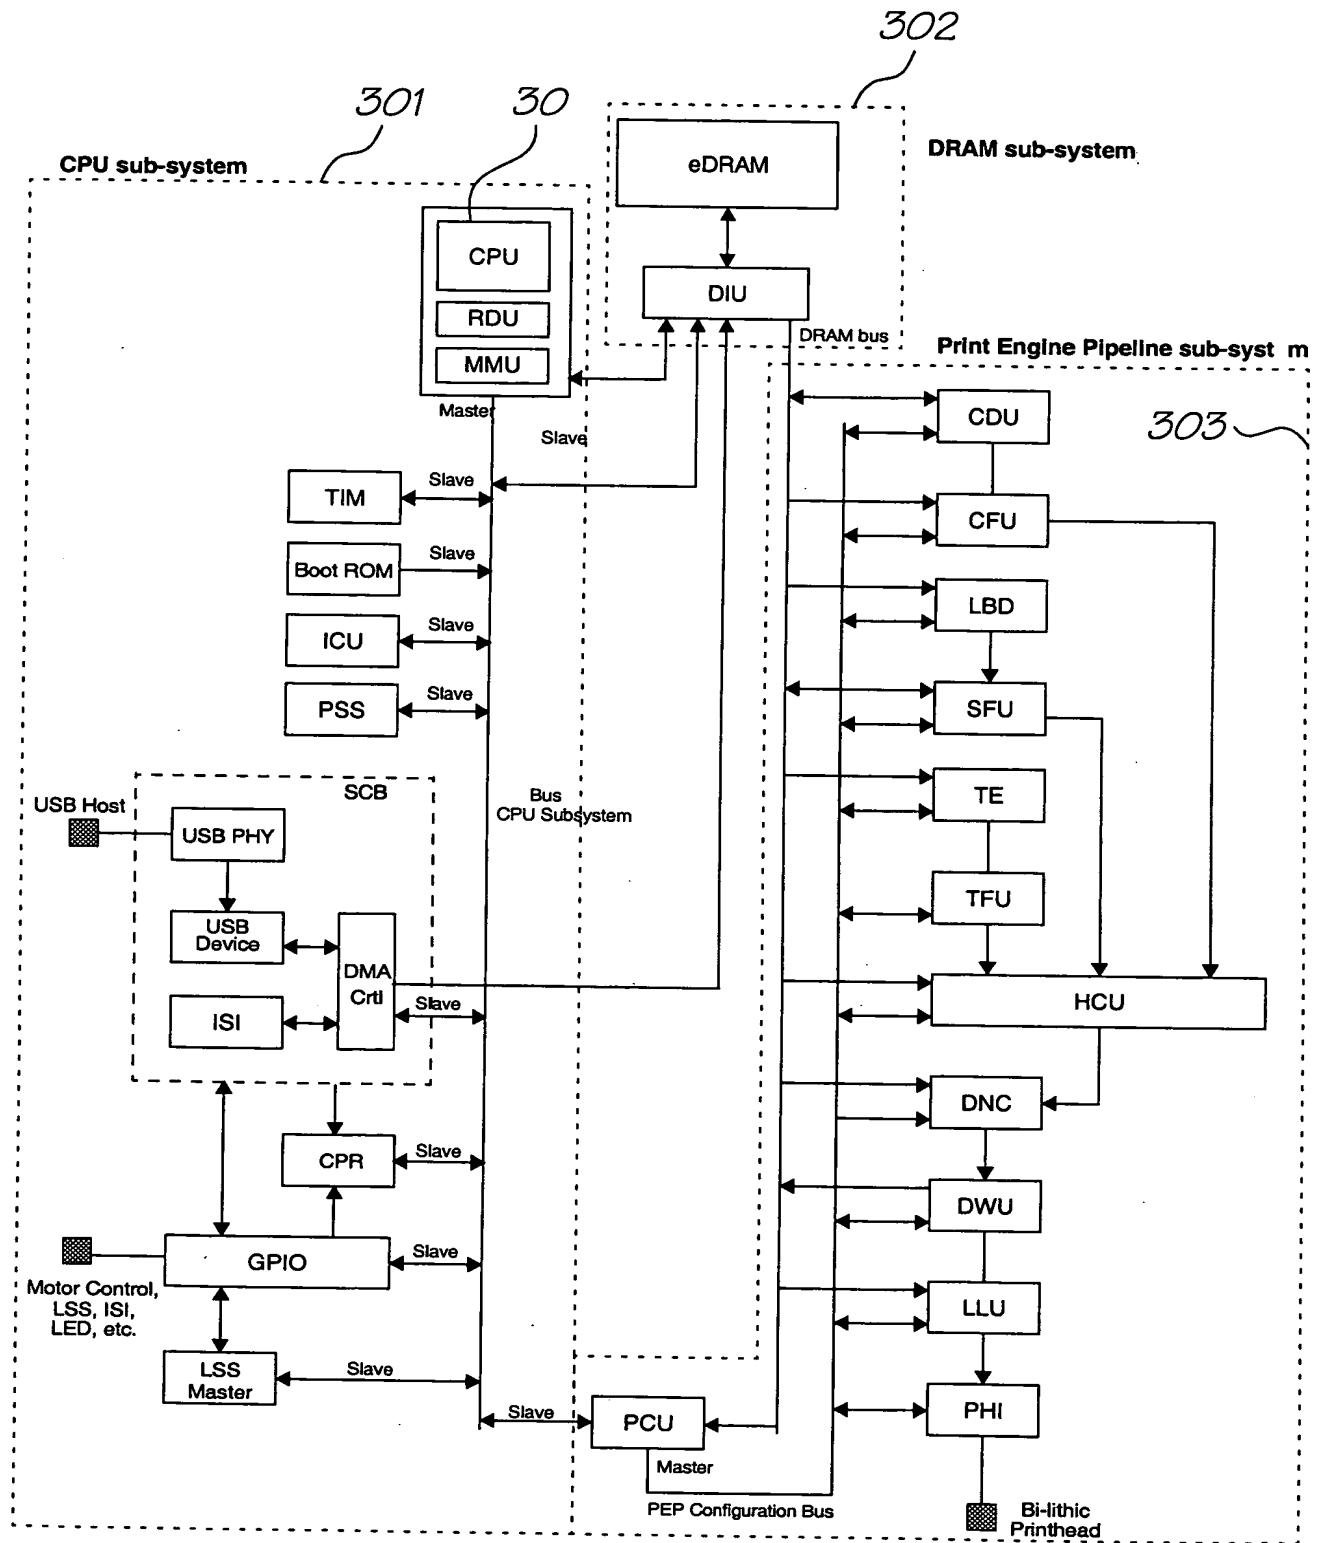 302
301
30
CPU sub-system
DRAM sub-system
eDRAM
CPU
RDU
MMU
DIU
DRAM bus
Print Engine Pipeline sub-syst m
Master
Slave
CDU
303
TIM
Slave
CFU
Boot ROM
Slave
LBD
ICU
Slave
PSS
Slave
SFU
SCB
USB Host
USB PHY
Bus
CPU Subsystem
TE
USB
Device
TFU
DMA
Crtl
Slave
ISI
HCU
DNC
CPR
Slave
DWU
GPIO
Slave
Motor Control,
LSS, ISI,
LED, etc.
LLU
LSS
Master
Slave
Slave
PCU
PHI
Master
PEP Configuration Bus
Bi-lithic
Printhead